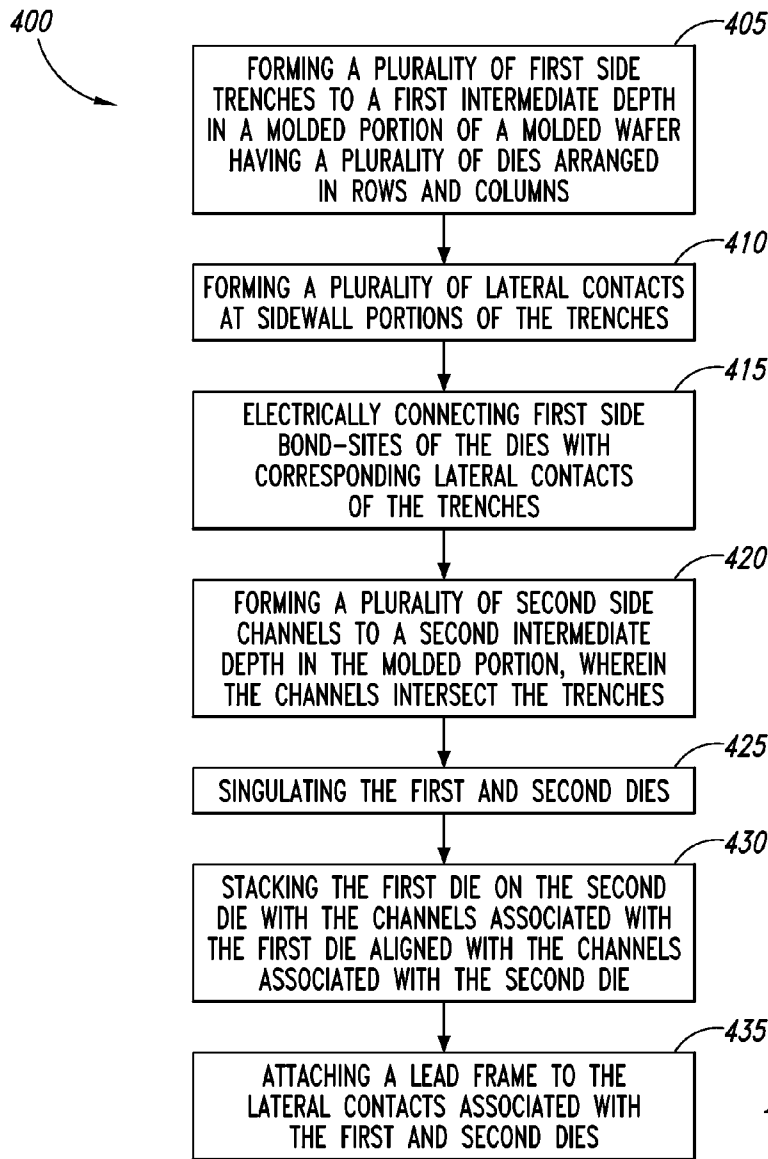 400
405
FORMING A PLURALITY OF FIRST SIDE
TRENCHES TO A FIRST INTERMEDIATE DEPTH
IN A MOLDED PORTION OF A MOLDED WAFER
HAVING A PLURALITY OF DIES ARRANGED
IN ROWS AND COLUMNS
410
FORMING A PLURALITY OF LATERAL CONTACTS
AT SIDEWALL PORTIONS OF THE TRENCHES
415
ELECTRICALLY CONNECTING FIRST SIDE
BOND-SITES OF THE DIES WITH
CORRESPONDING LATERAL CONTACTS
OF THE TRENCHES
420
FORMING A PLURALITY OF SECOND SIDE
CHANNELS TO A SECOND INTERMEDIATE
DEPTH IN THE MOLDED PORTION, WHEREIN
THE CHANNELS INTERSECT THE TRENCHES
425
SINGULATING THE FIRST AND SECOND DIES
430
STACKING THE FIRST DIE ON THE SECOND
DIE WITH THE CHANNELS ASSOCIATED WITH
THE FIRST DIE ALIGNED WITH THE CHANNELS
ASSOCIATED WITH THE SECOND DIE
435
ATTACHING A LEAD FRAME TO THE
LATERAL CONTACTS ASSOCIATED WITH
THE FIRST AND SECOND DIES